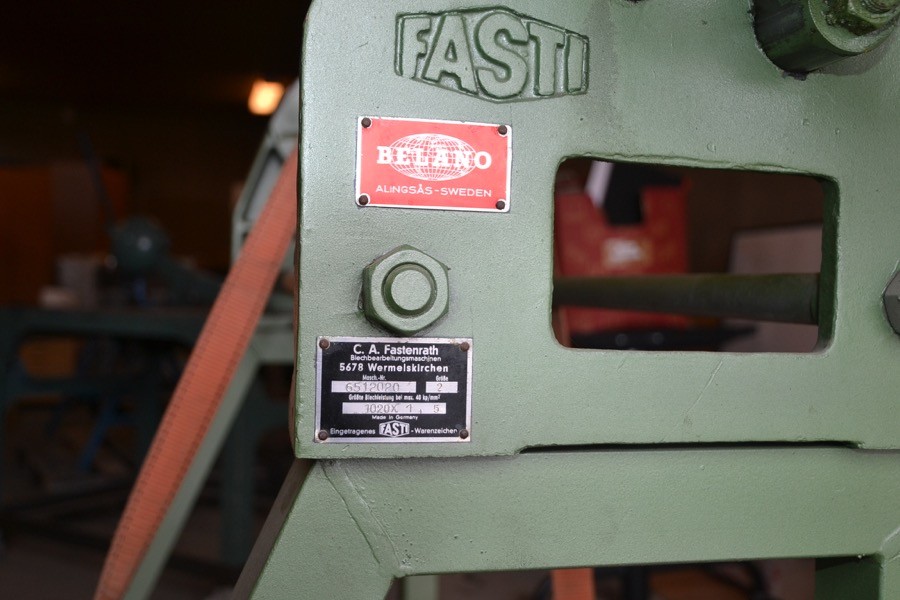 FASTI
BELANO
ALINGSÅS-SWEDEN
C. A. Fastenrath
Blechbearbeitungsmaschinen
5678 Wermelskirchen
Masch.-Nr. Größe
6512020 2
Größte Blechleistung bei max. 40 kp/mm²
1020X 1,5
Made in Germany
Eingetragenes FASTI-Warenzeichen